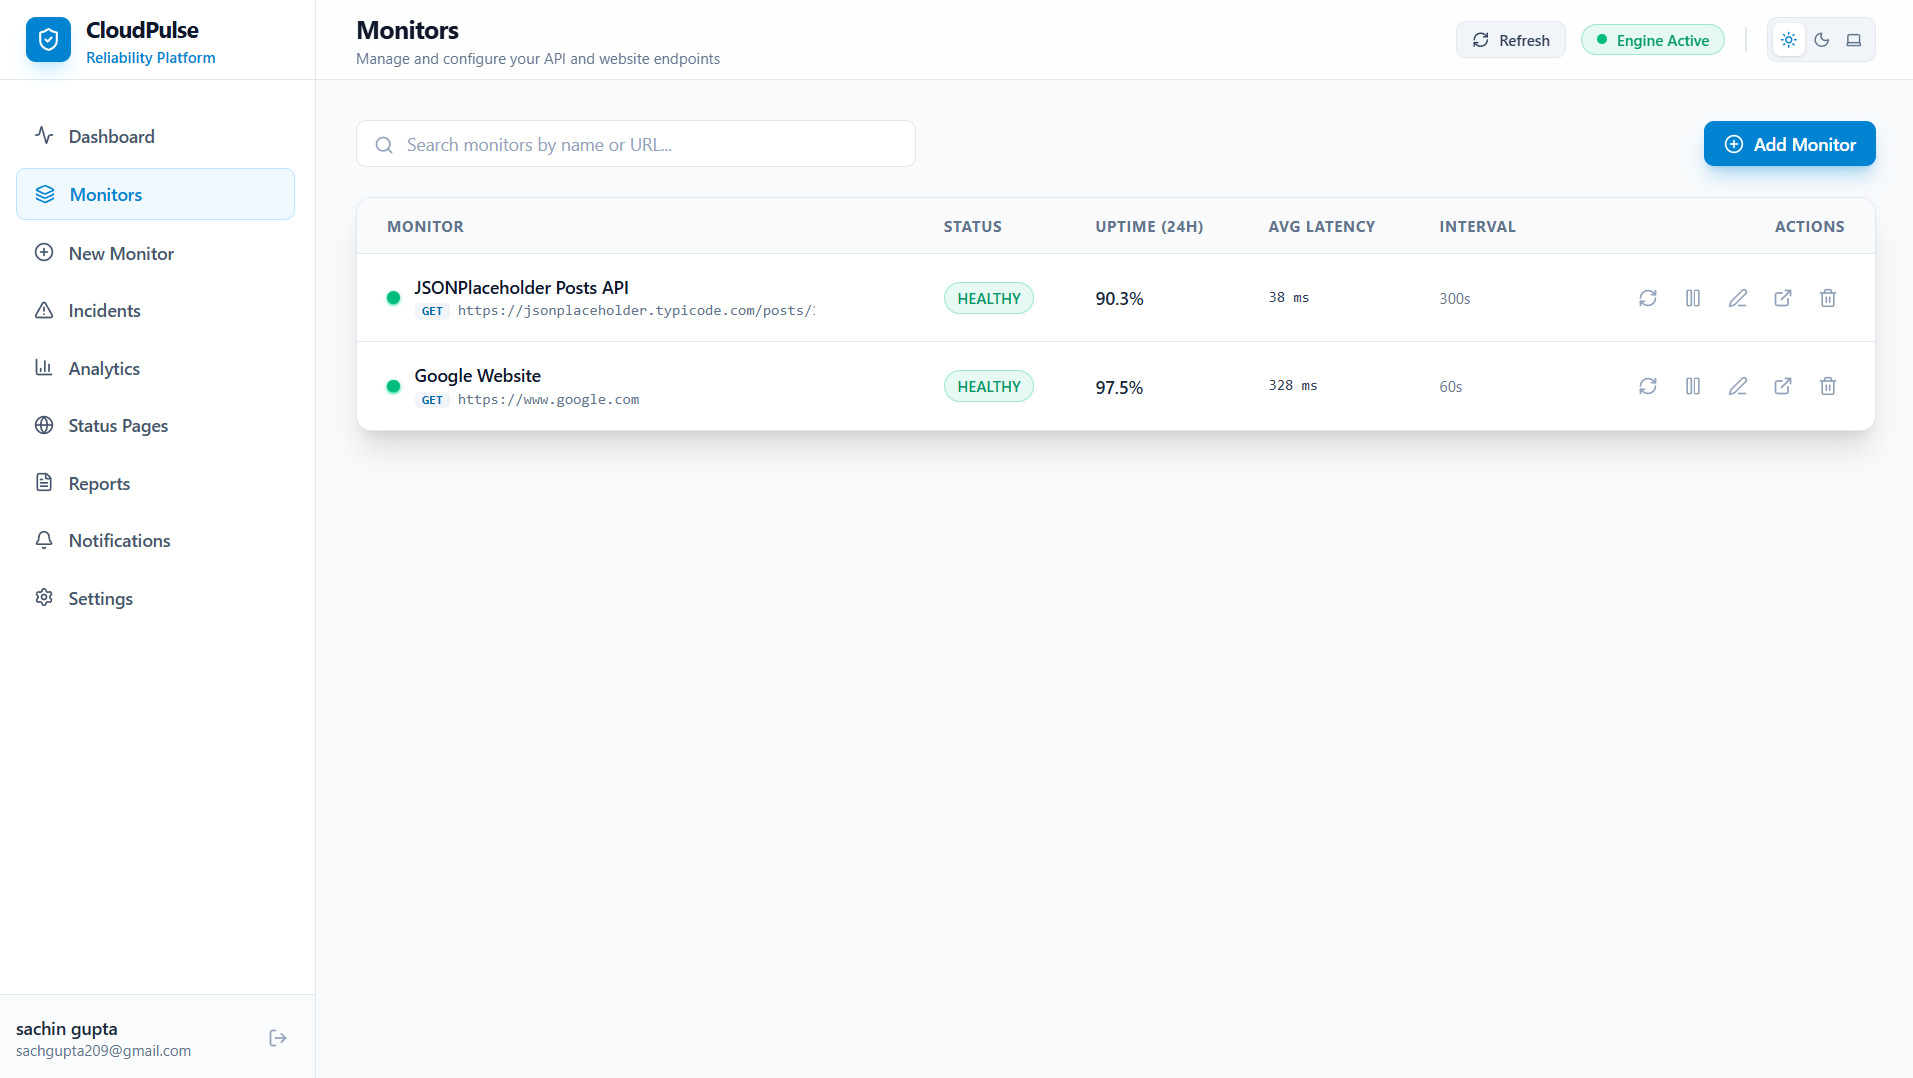 CloudPulse
Reliability Platform
Dashboard
Monitors
New Monitor
Incidents
Analytics
Status Pages
Reports
Notifications
Settings
sachin gupta
sachgupta209@gmail.com
Monitors
Manage and configure your API and website endpoints
Refresh
Engine Active
Search monitors by name or URL...
Add Monitor
MONITOR STATUS UPTIME (24H) AVG LATENCY INTERVAL ACTIONS
JSONPlaceholder Posts API
GET https://jsonplaceholder.typicode.com/posts/
HEALTHY 90.3% 38 ms 300s
Google Website
GET https://www.google.com
HEALTHY 97.5% 328 ms 60s